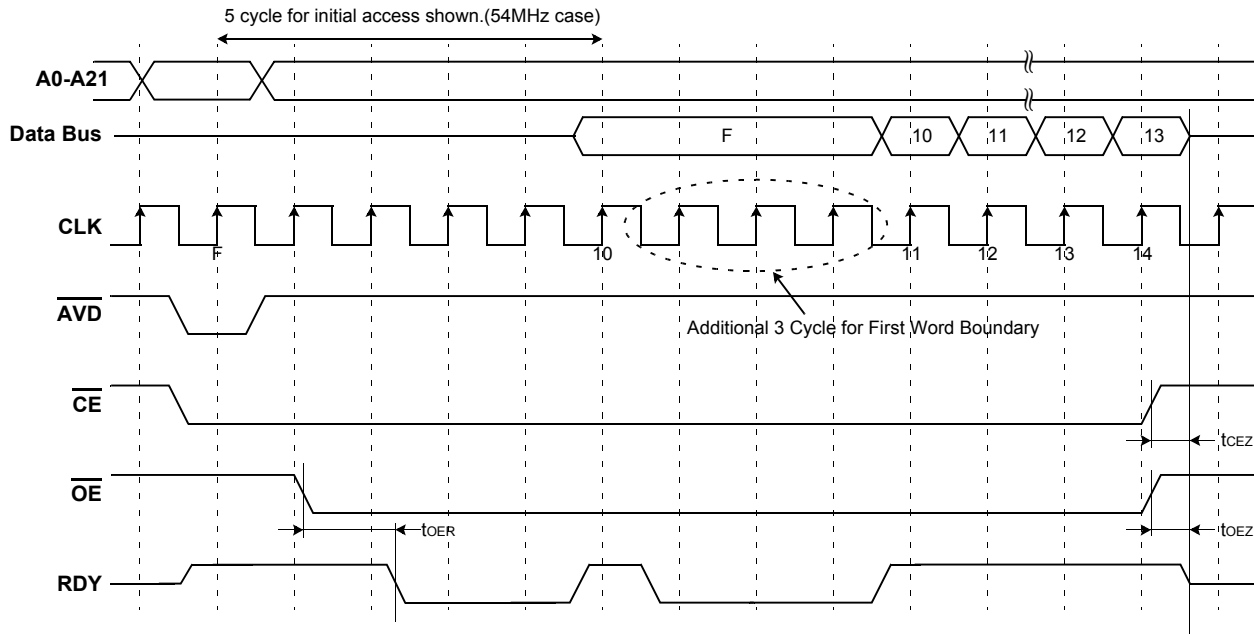 5 cycle for initial access shown.(54MHz case)
A0-A21
Data Bus
F 10 11 12 13
CLK
F 10 11 12 13 14
AVD
Additional 3 Cycle for First Word Boundary
CE
tCEZ
OE
tOER
tOEZ
RDY